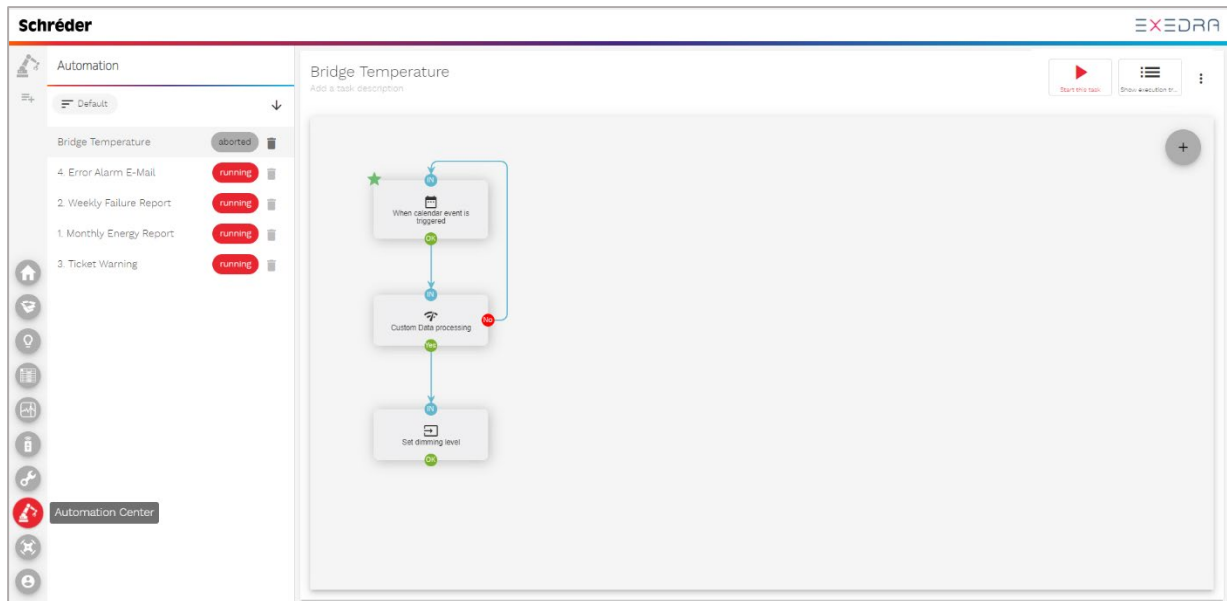 Schréder
EXEDRA
Automation
Default
Bridge Temperature aborted
4. Error Alarm E-Mail running
2. Weekly Failure Report running
1. Monthly Energy Report running
3. Ticket Warning running
Automation Center
Bridge Temperature
Add a task description
Start this task
Show execution tr...
IN
When calendar event is
triggered
OK
IN
Custom Data processing
No
Yes
IN
Set dimming level
OK